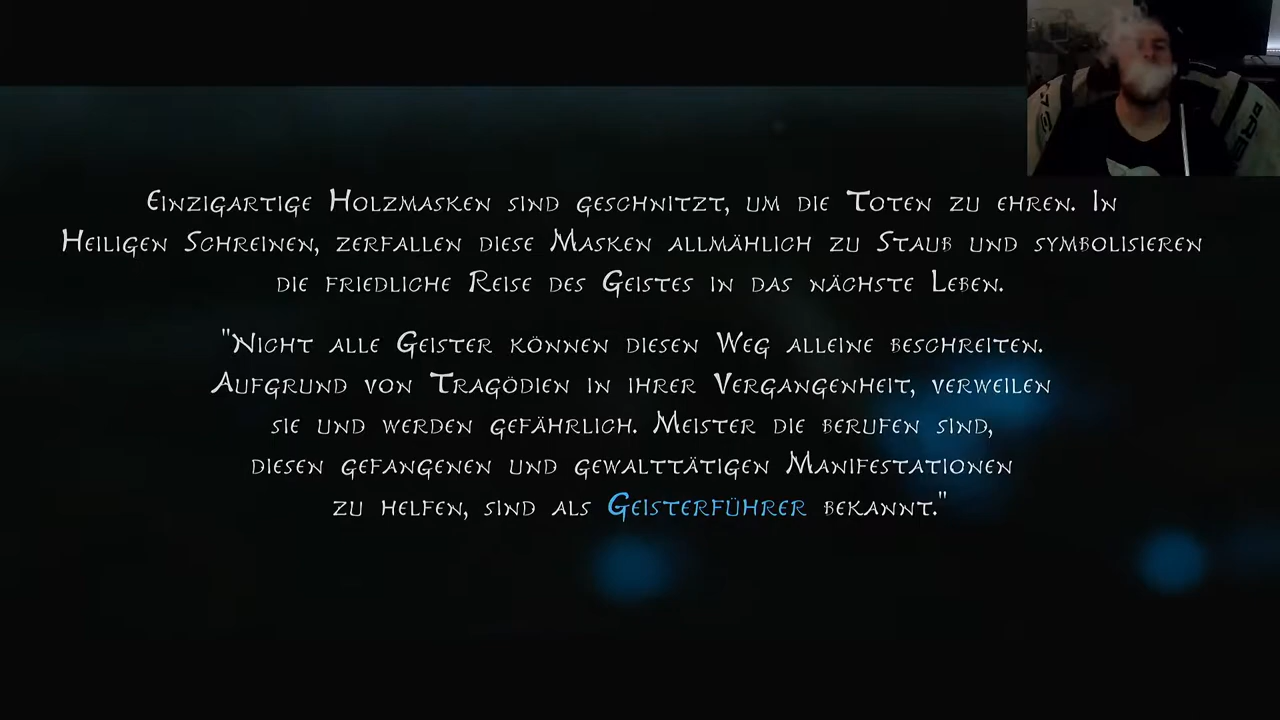 Einzigartige Holzmasken sind geschnitzt, um die Toten zu ehren. In
Heiligen Schreinen, zerfallen diese Masken allmählich zu Staub und symbolisieren
die friedliche Reise des Geistes in das nächste Leben.
"Nicht alle Geister können diesen Weg alleine beschreiten.
Aufgrund von Tragödien in ihrer Vergangenheit, verweilen
sie und werden gefährlich. Meister die berufen sind,
diesen gefangenen und gewalttätigen Manifestationen
zu helfen, sind als Geisterführer bekannt."